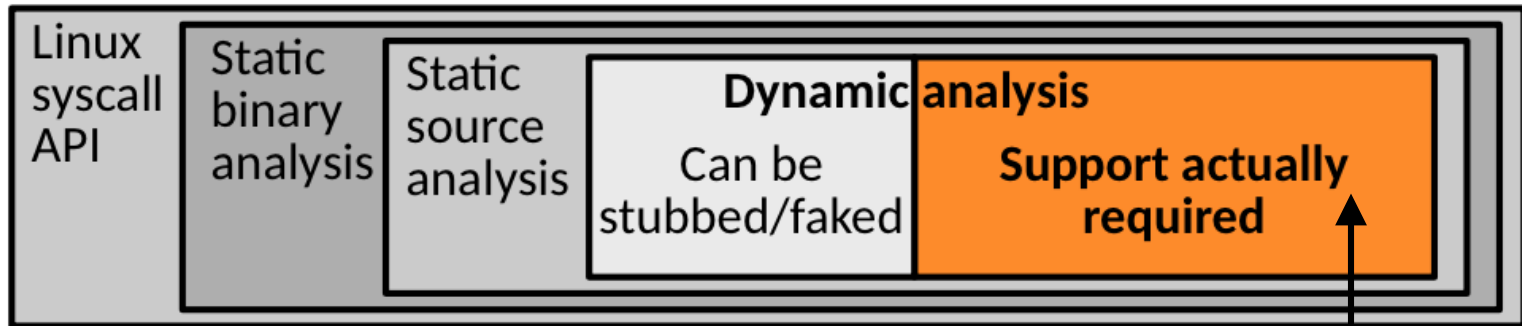 Linux
syscall
API
Static
binary
analysis
Static
source
analysis
Dynamic analysis
Can be
stubbed/faked
Support actually
required